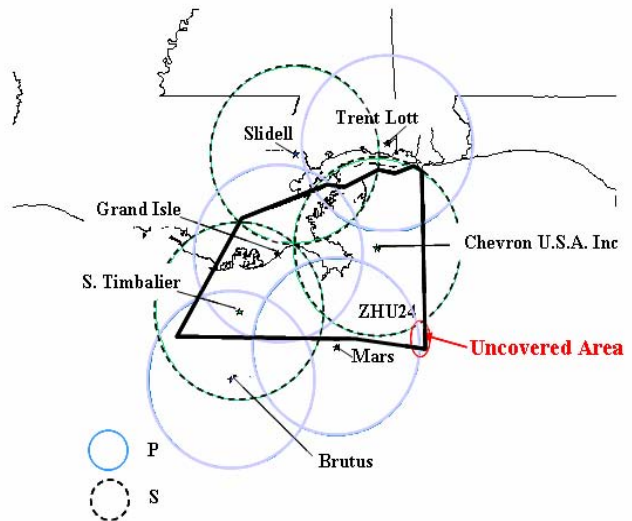 Trent Lott
Slidell
Grand Isle
Chevron U.S.A. Inc
S. Timbalier
ZHU24
Mars
Uncovered Area
Brutus
P
S